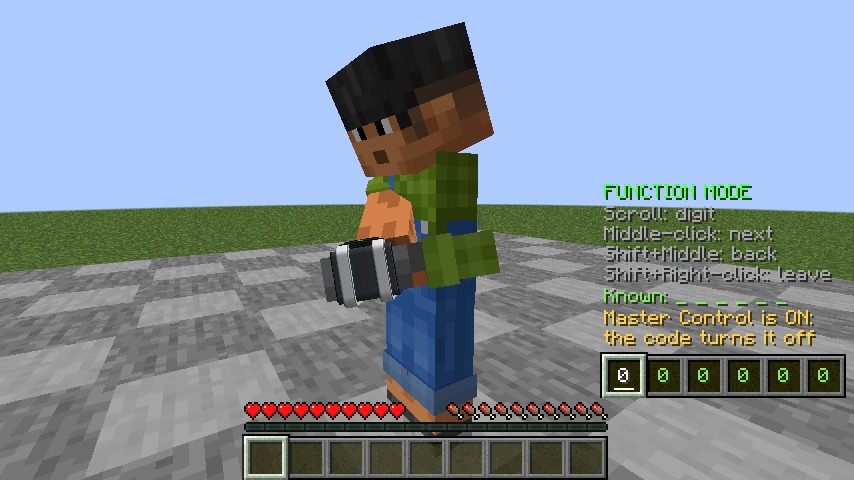 FUNCTION MODE
Scroll: digit
Middle-click: next
Shift+Middle: back
Shift+Right-click: leave
Known: _ _ _ _ _ _
Master Control is ON:
the code turns it off
0 0 0 0 0 0